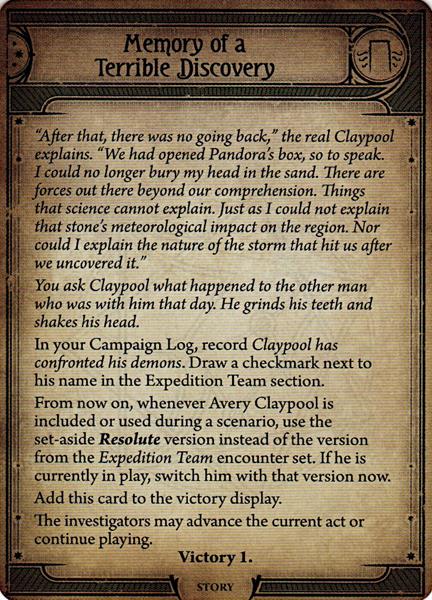 Memory of a
Terrible Discovery
“After that, there was no going back,” the real Claypool
explains. “We had opened Pandora’s box, so to speak.
I could no longer bury my head in the sand. There are
forces out there beyond our comprehension. Things
that science cannot explain. Just as I could not explain
that stone’s meteorological impact on the region. Nor
could I explain the nature of the storm that hit us after
we uncovered it.”
You ask Claypool what happened to the other man
who was with him that day. He grinds his teeth and
shakes his head.
In your Campaign Log, record Claypool has
confronted his demons. Draw a checkmark next to
his name in the Expedition Team section.
From now on, whenever Avery Claypool is
included or used during a scenario, use the
set-aside Resolute version instead of the version
from the Expedition Team encounter set. If he is
currently in play, switch him with that version now.
Add this card to the victory display.
The investigators may advance the current act or
continue playing.
Victory 1.
STORY